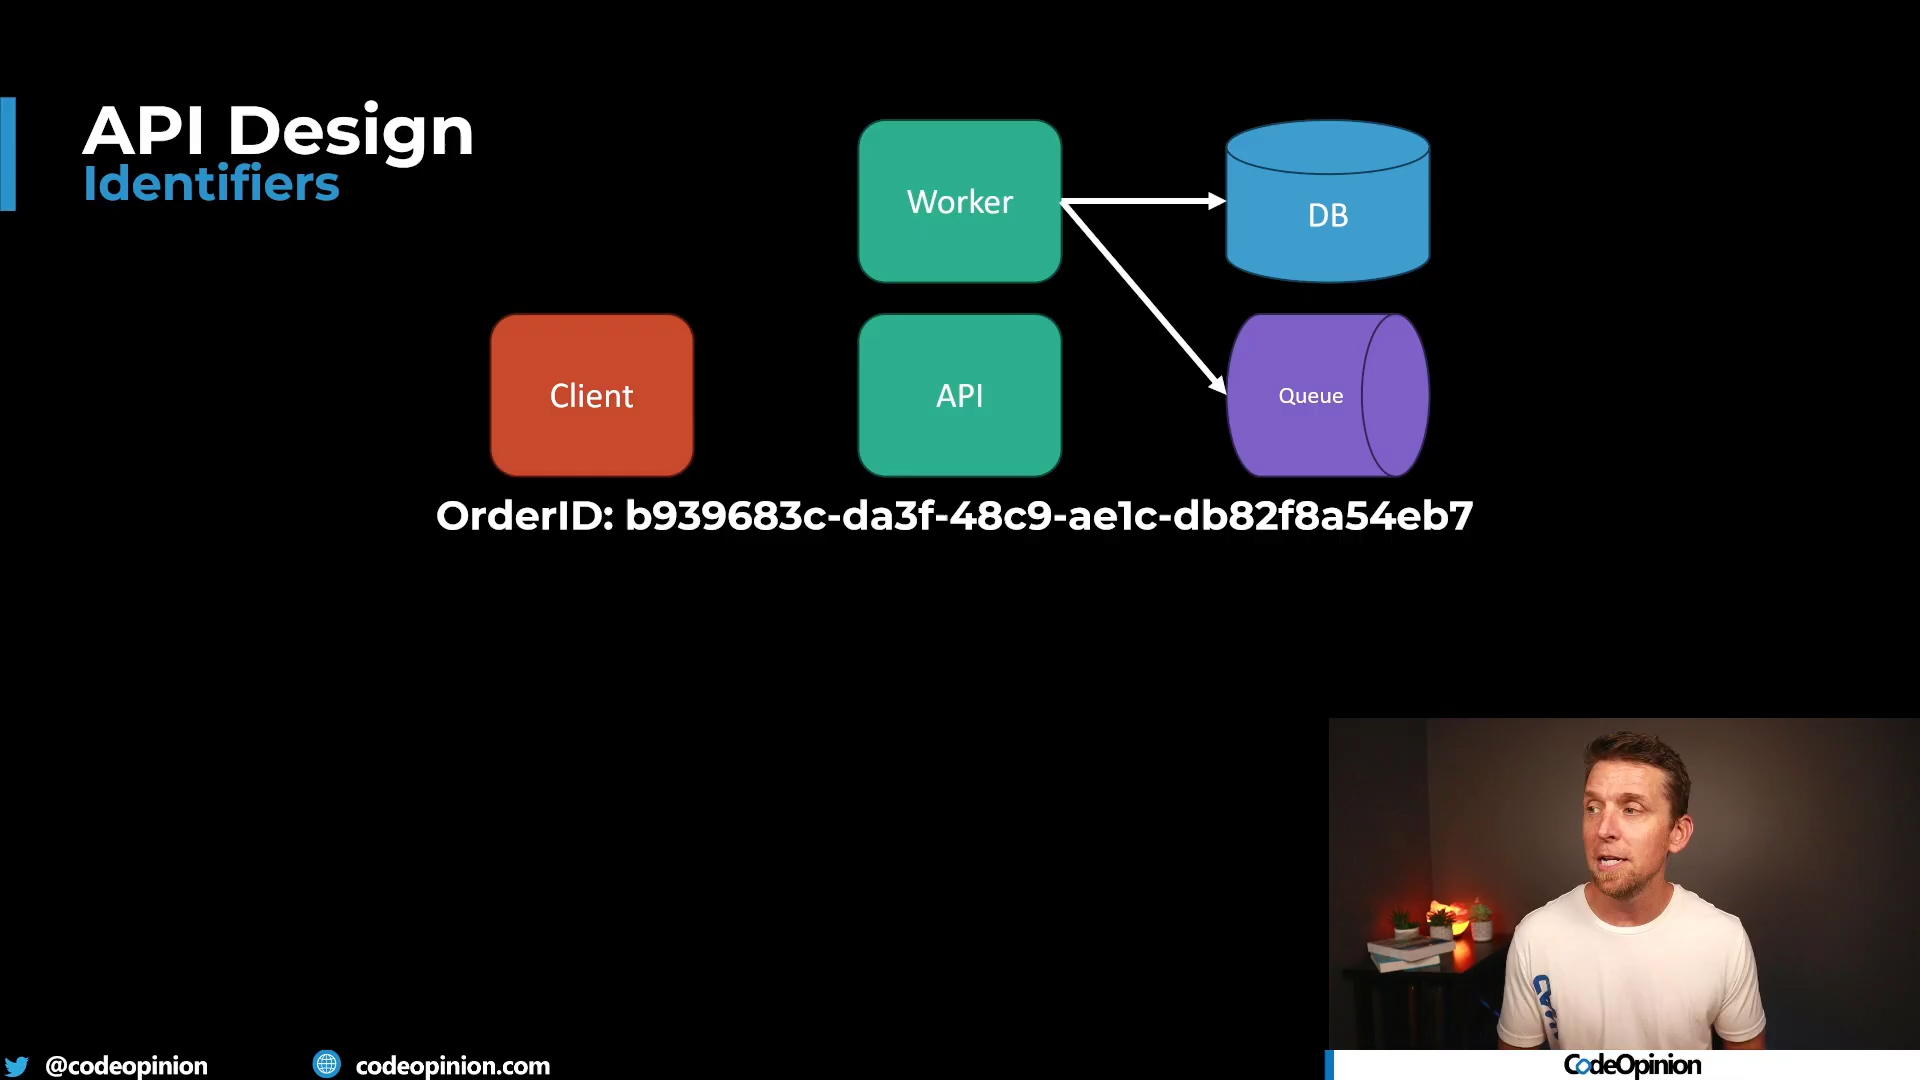 API Design
Identifiers
Worker
DB
Client
API
Queue
OrderID: b939683c-da3f-48c9-ae1c-db82f8a54eb7
@codeopinion
codeopinion.com
CodeOpinion